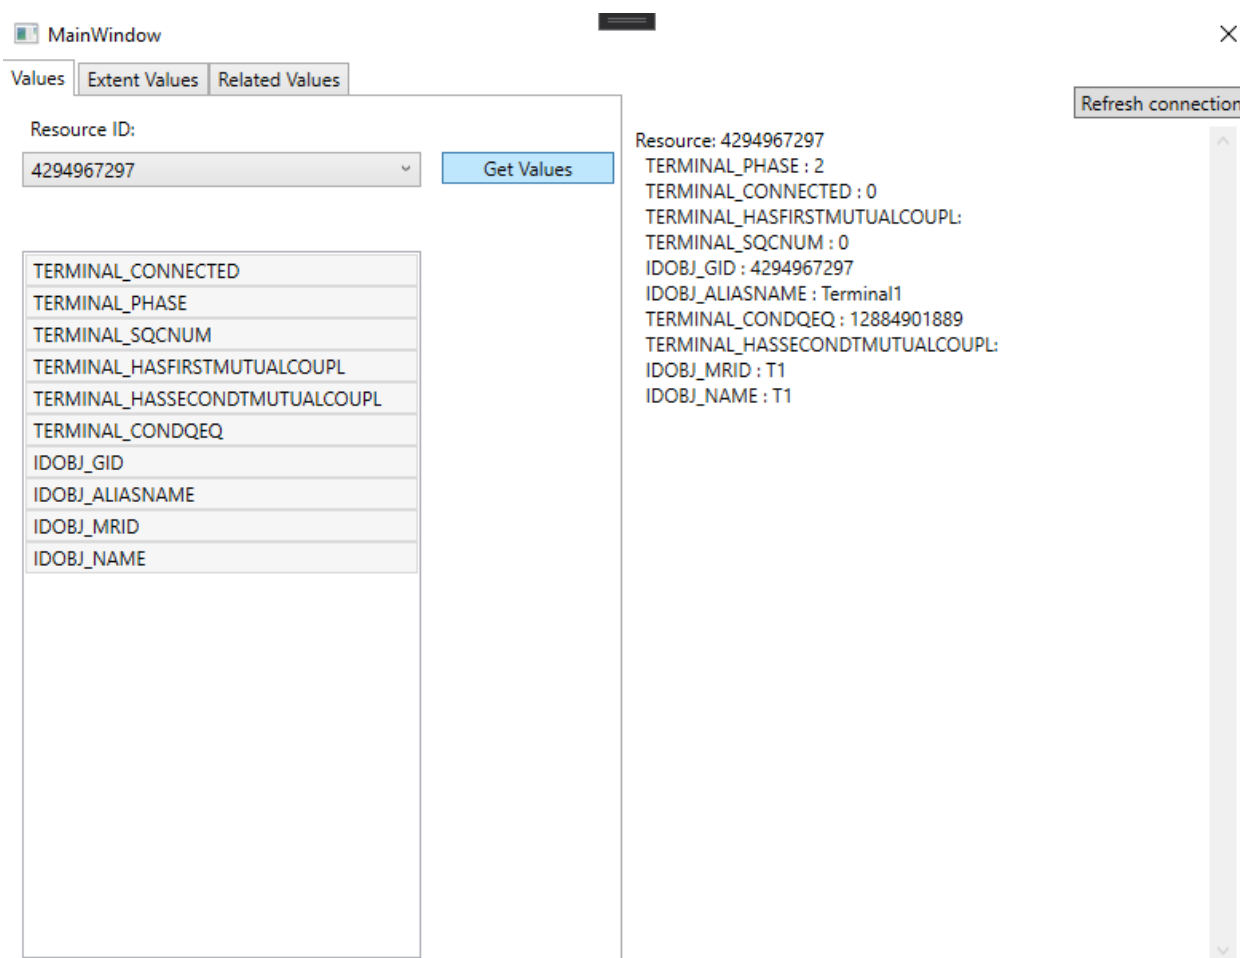 MainWindow
Values
Extent Values
Related Values
Refresh connection
Resource ID:
4294967297
Get Values
TERMINAL_CONNECTED
TERMINAL_PHASE
TERMINAL_SQCNUM
TERMINAL_HASFIRSTMUTUALCOUPL
TERMINAL_HASSECONDTMUTUALCOUPL
TERMINAL_CONDQEQ
IDOBJ_GID
IDOBJ_ALIASNAME
IDOBJ_MRID
IDOBJ_NAME
Resource: 4294967297
TERMINAL_PHASE : 2
TERMINAL_CONNECTED : 0
TERMINAL_HASFIRSTMUTUALCOUPL:
TERMINAL_SQCNUM : 0
IDOBJ_GID : 4294967297
IDOBJ_ALIASNAME : Terminal1
TERMINAL_CONDQEQ : 12884901889
TERMINAL_HASSECONDTMUTUALCOUPL:
IDOBJ_MRID : T1
IDOBJ_NAME : T1